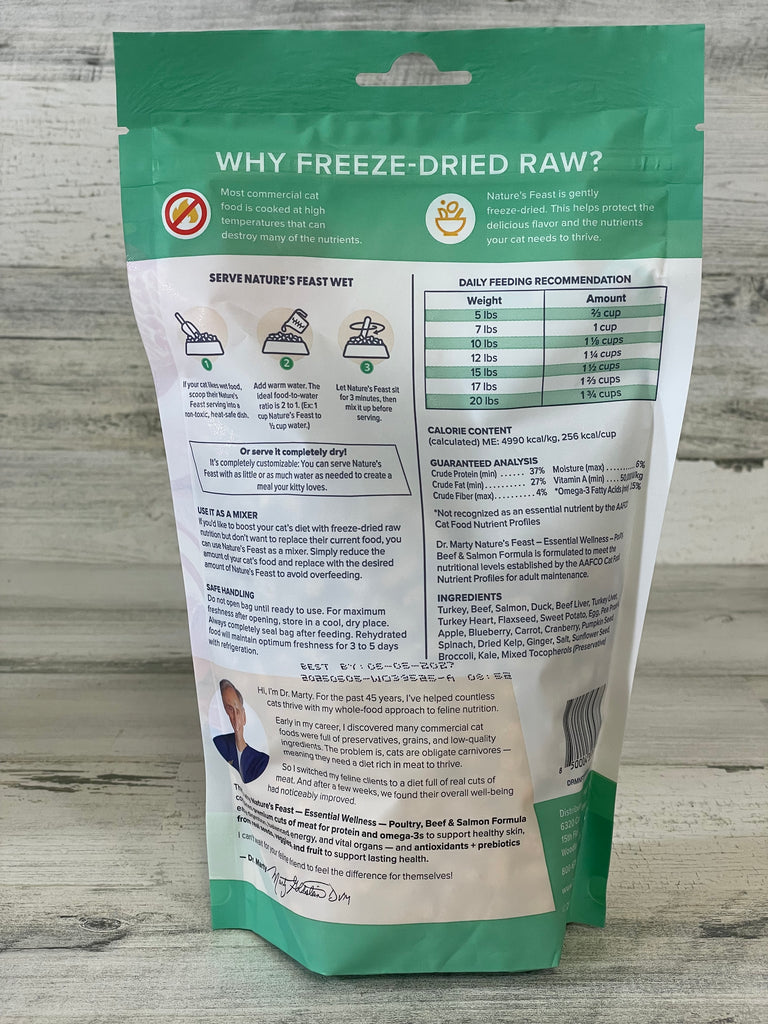 WHY FREEZE-DRIED RAW?
Most commercial cat
food is cooked at high
temperatures that can
destroy many of the nutrients.
Nature's Feast is gently
freeze-dried. This helps protect the
delicious flavor and the nutrients
your cat needs to thrive.
SERVE NATURE'S FEAST WET
1
2
3
If your cat likes wet food,
scoop their Nature's
Feast serving into a
non-toxic, heat-safe dish.
Add warm water. The
ideal food-to-water
ratio is 2 to 1. (Ex: 1
cup Nature's Feast to
½ cup water.)
Let Nature's Feast sit
for 3 minutes, then
mix it up before
serving.
Or serve it completely dry!
It's completely customizable: You can serve Nature's
Feast with as little or as much water as needed to create a
meal your kitty loves.
USE IT AS A MIXER
If you'd like to boost your cat's diet with freeze-dried raw
nutrition but don't want to replace their current food, you
can use Nature's Feast as a mixer. Simply reduce the
amount of your cat's food and replace with the desired
amount of Nature's Feast to avoid overfeeding.
SAFE HANDLING
Do not open bag until ready to use. For maximum
freshness after opening, store in a cool, dry place.
Always completely seal bag after feeding. Rehydrated
food will maintain optimum freshness for 3 to 5 days
with refrigeration.
DAILY FEEDING RECOMMENDATION
Weight Amount
5 lbs ⅔ cup
7 lbs 1 cup
10 lbs 1 ⅛ cups
12 lbs 1 ¼ cups
15 lbs 1 ½ cups
17 lbs 1 ⅔ cups
20 lbs 1 ¾ cups
CALORIE CONTENT
(calculated) ME: 4990 kcal/kg, 256 kcal/cup
GUARANTEED ANALYSIS
Crude Protein (min) ...... 37% Moisture (max) .......... 6%
Crude Fat (min) ........... 27% Vitamin A (min) ....
Crude Fiber (max) .......... 4% *Omega-3 Fatty Acids
*Not recognized as an essential nutrient by the AAFCO
Cat Food Nutrient Profiles
Dr. Marty Nature's Feast – Essential Wellness – Poultry,
Beef & Salmon Formula is formulated to meet the
nutritional levels established by the AAFCO Cat Food
Nutrient Profiles for adult maintenance.
INGREDIENTS
Turkey, Beef, Salmon, Duck, Beef Liver, Turkey Liver,
Turkey Heart, Flaxseed, Sweet Potato, Egg, Pea
Apple, Blueberry, Carrot, Cranberry, Pumpkin Seed,
Spinach, Dried Kelp, Ginger, Salt, Sunflower Seed,
Broccoli, Kale, Mixed Tocopherols (Preservative)
BEST BY: 05-05-2027
Hi, I'm Dr. Marty. For the past 45 years, I've helped countless
cats thrive with my whole-food approach to feline nutrition.
Early in my career, I discovered many commercial cat
foods were full of preservatives, grains, and low-quality
ingredients. The problem is, cats are obligate carnivores —
meaning they need a diet rich in meat to thrive.
So I switched my feline clients to a diet full of real cuts of
meat. And after a few weeks, we found their overall well-being
had noticeably improved.
Nature's Feast — Essential Wellness — Poultry, Beef & Salmon Formula
premium cuts of meat for protein and omega-3s to support healthy skin,
balanced energy, and vital organs — and antioxidants + prebiotics
from real seeds, veggies, and fruit to support lasting health.
I can't wait for your feline friend to feel the difference for themselves!
— Dr. Marty
DVM